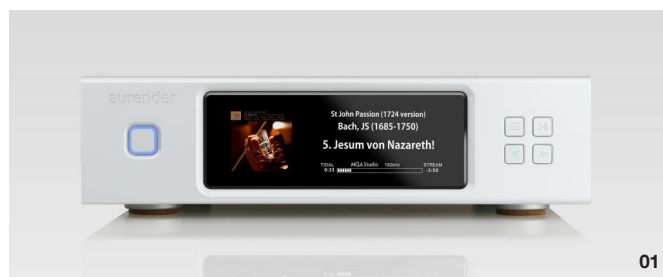 aurender
St John Passion (1724 version)
Bach, JS (1685-1750)
5. Jesum von Nazareth!
TIDAL MQA Studio 192kHz STREAM
0:35 -3:50
01